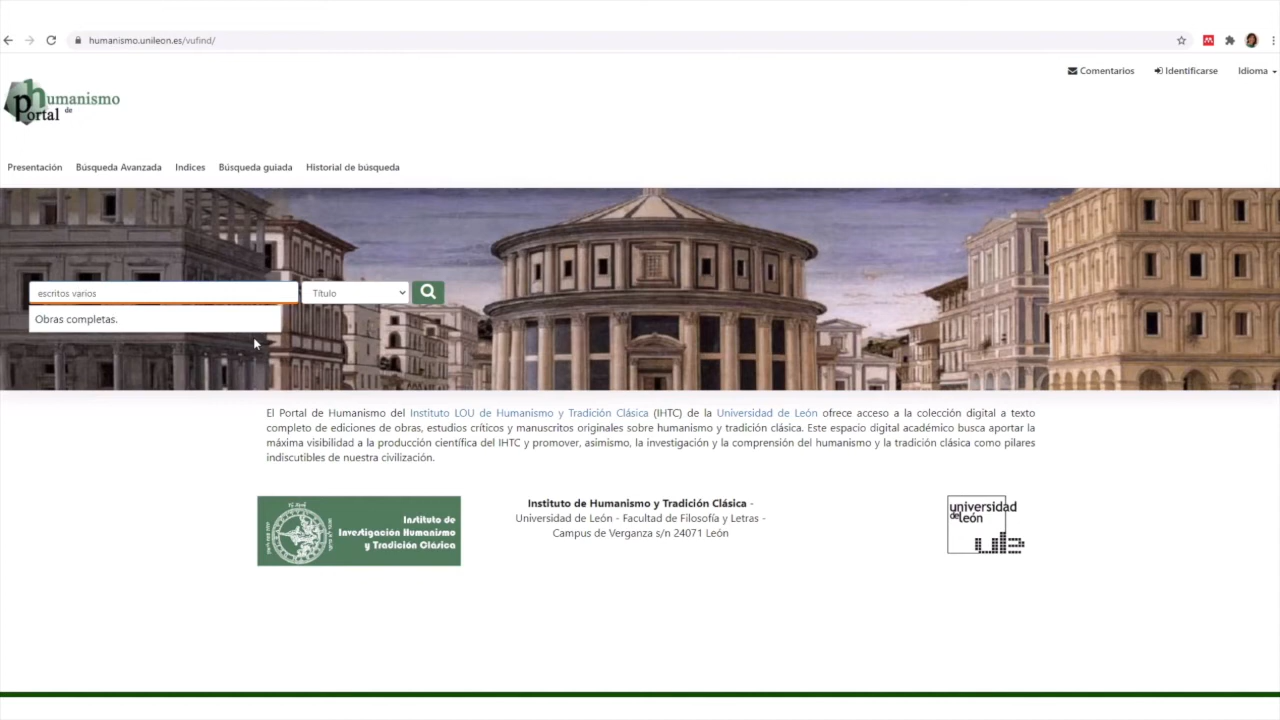 humanismo.unileon.es/vufind/
Comentarios Identificarse Idioma
humanismo
Portal de
Presentación Búsqueda Avanzada Indices Búsqueda guiada Historial de búsqueda
escritos varios Título
Obras completas.
El Portal de Humanismo del Instituto LOU de Humanismo y Tradición Clásica (IHTC) de la Universidad de León ofrece acceso a la colección digital a texto
completo de ediciones de obras, estudios críticos y manuscritos originales sobre humanismo y tradición clásica. Este espacio digital académico busca aportar la
máxima visibilidad a la producción científica del IHTC y promover, asimismo, la investigación y la comprensión del humanismo y la tradición clásica como pilares
indiscutibles de nuestra civilización.
Instituto de
Investigación Humanismo
y Tradición Clásica
Instituto de Humanismo y Tradición Clásica -
Universidad de León - Facultad de Filosofía y Letras -
Campus de Verganza s/n 24071 León
universidad
de león
ule